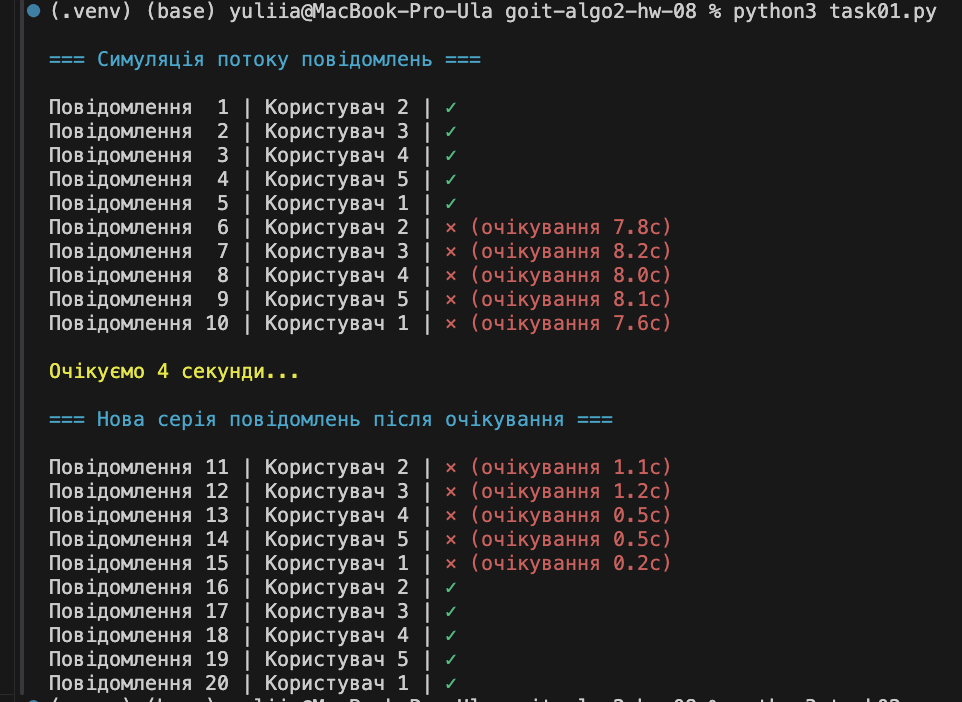 (.venv) (base) yuliia@MacBook-Pro-Ula goit-algo2-hw-08 % python3 task01.py
=== Симуляція потоку повідомлень ===
Повідомлення  1 | Користувач 2 | ✓
Повідомлення  2 | Користувач 3 | ✓
Повідомлення  3 | Користувач 4 | ✓
Повідомлення  4 | Користувач 5 | ✓
Повідомлення  5 | Користувач 1 | ✓
Повідомлення  6 | Користувач 2 | × (очікування 7.8с)
Повідомлення  7 | Користувач 3 | × (очікування 8.2с)
Повідомлення  8 | Користувач 4 | × (очікування 8.0с)
Повідомлення  9 | Користувач 5 | × (очікування 8.1с)
Повідомлення 10 | Користувач 1 | × (очікування 7.6с)
Очікуємо 4 секунди...
=== Нова серія повідомлень після очікування ===
Повідомлення 11 | Користувач 2 | × (очікування 1.1с)
Повідомлення 12 | Користувач 3 | × (очікування 1.2с)
Повідомлення 13 | Користувач 4 | × (очікування 0.5с)
Повідомлення 14 | Користувач 5 | × (очікування 0.5с)
Повідомлення 15 | Користувач 1 | × (очікування 0.2с)
Повідомлення 16 | Користувач 2 | ✓
Повідомлення 17 | Користувач 3 | ✓
Повідомлення 18 | Користувач 4 | ✓
Повідомлення 19 | Користувач 5 | ✓
Повідомлення 20 | Користувач 1 | ✓